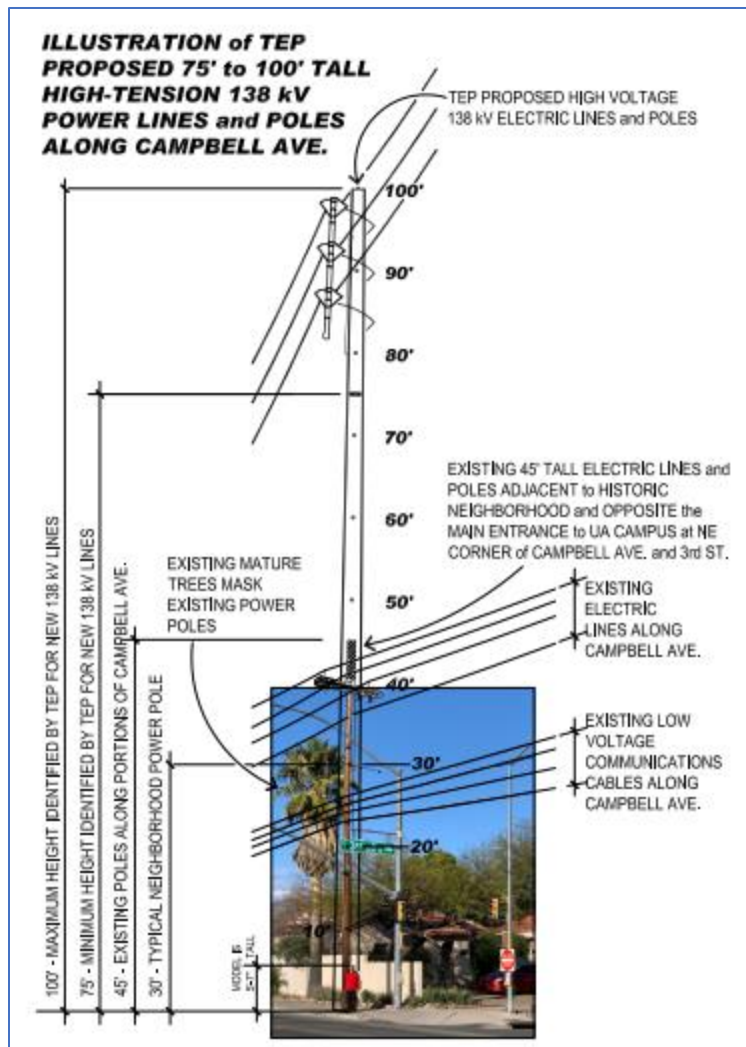 ILLUSTRATION of TEP
PROPOSED 75' to 100' TALL
HIGH-TENSION 138 kV
POWER LINES and POLES
ALONG CAMPBELL AVE.
TEP PROPOSED HIGH VOLTAGE
138 kV ELECTRIC LINES and POLES
100'
90'
80'
70'
EXISTING 45' TALL ELECTRIC LINES and
POLES ADJACENT to HISTORIC
NEIGHBORHOOD and OPPOSITE the
MAIN ENTRANCE to UA CAMPUS at NE
CORNER of CAMPBELL AVE. and 3rd ST.
60'
EXISTING MATURE
TREES MASK
EXISTING POWER
POLES
50'
EXISTING
ELECTRIC
LINES ALONG
CAMPBELL AVE.
40'
EXISTING LOW
VOLTAGE
COMMUNICATIONS
CABLES ALONG
CAMPBELL AVE.
30'
20'
10'
100' - MAXIMUM HEIGHT IDENTIFIED BY TEP FOR NEW 138 kV LINES
75' - MINIMUM HEIGHT IDENTIFIED BY TEP FOR NEW 138 kV LINES
45' - EXISTING POLES ALONG PORTIONS OF CAMPBELL AVE.
30' - TYPICAL NEIGHBORHOOD POWER POLE
MODEL IS
5'-7" TALL